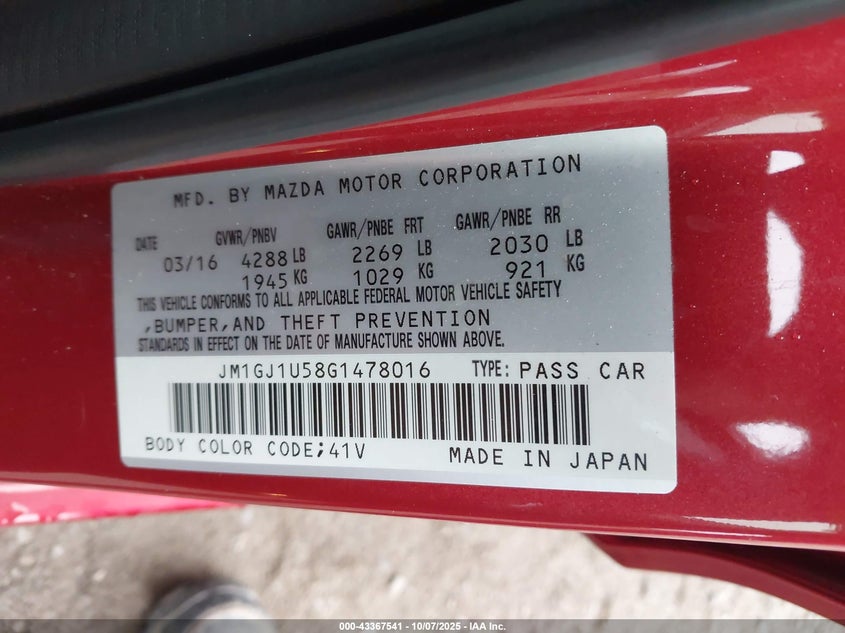 MFD. BY MAZDA MOTOR CORPORATION
DATE GVWR/PNBV GAWR/PNBE FRT GAWR/PNBE RR
03/16 4288 LB 2269 LB 2030 LB
1945 KG 1029 KG 921 KG
THIS VEHICLE CONFORMS TO ALL APPLICABLE FEDERAL MOTOR VEHICLE SAFETY
,BUMPER,AND THEFT PREVENTION
STANDARDS IN EFFECT ON THE DATE OF MANUFACTURE SHOWN ABOVE.
JM1GJ1U58G1478016 TYPE: PASS CAR
BODY COLOR CODE;41V MADE IN JAPAN
000-43367541 - 10/07/2025 - IAA Inc.